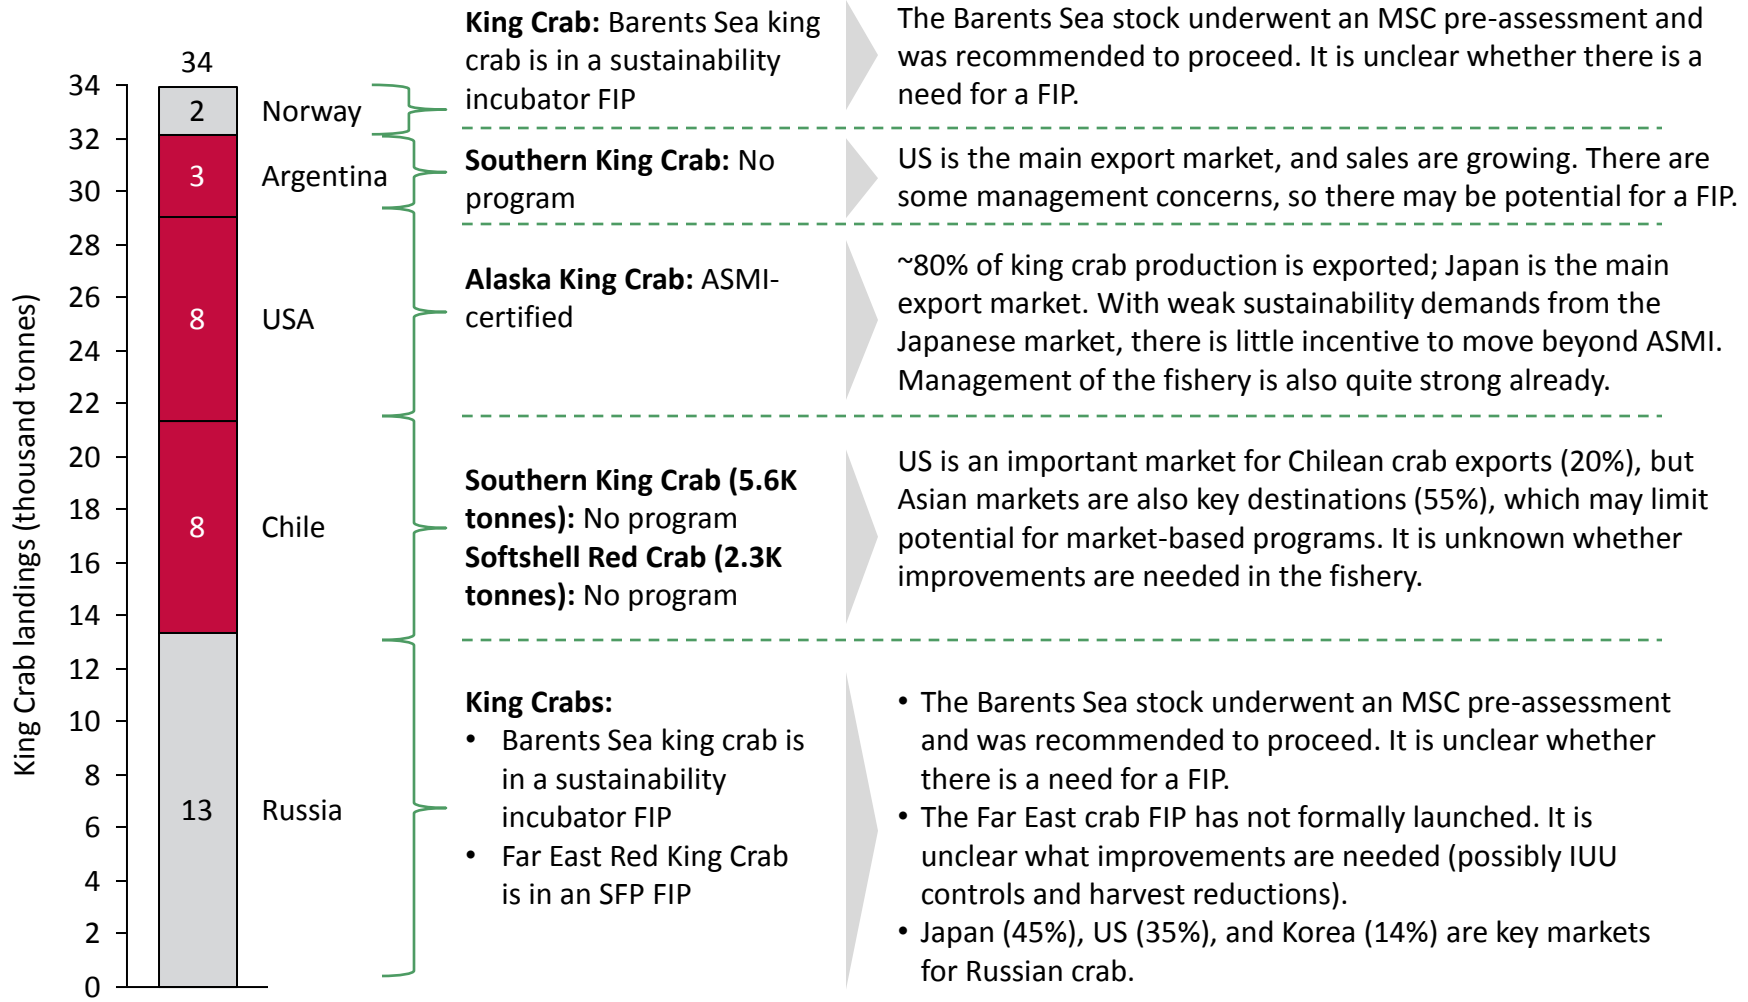 King Crab landings (thousand tonnes)
34
34
32
30
28
26
24
22
20
18
16
14
12
10
8
6
4
2
0
2
Norway
King Crab: Barents Sea king
crab is in a sustainability
incubator FIP
The Barents Sea stock underwent an MSC pre-assessment and
was recommended to proceed. It is unclear whether there is a
need for a FIP.
3
Argentina
Southern King Crab: No
program
US is the main export market, and sales are growing. There are
some management concerns, so there may be potential for a FIP.
8
USA
Alaska King Crab: ASMI-
certified
~80% of king crab production is exported; Japan is the main
export market. With weak sustainability demands from the
Japanese market, there is little incentive to move beyond ASMI.
Management of the fishery is also quite strong already.
8
Chile
Southern King Crab (5.6K
tonnes): No program
Softshell Red Crab (2.3K
tonnes): No program
US is an important market for Chilean crab exports (20%), but
Asian markets are also key destinations (55%), which may limit
potential for market-based programs. It is unknown whether
improvements are needed in the fishery.
13
Russia
King Crabs:
• Barents Sea king crab is
in a sustainability
incubator FIP
• Far East Red King Crab
is in an SFP FIP
• The Barents Sea stock underwent an MSC pre-assessment
and was recommended to proceed. It is unclear whether
there is a need for a FIP.
• The Far East crab FIP has not formally launched. It is
unclear what improvements are needed (possibly IUU
controls and harvest reductions).
• Japan (45%), US (35%), and Korea (14%) are key markets
for Russian crab.